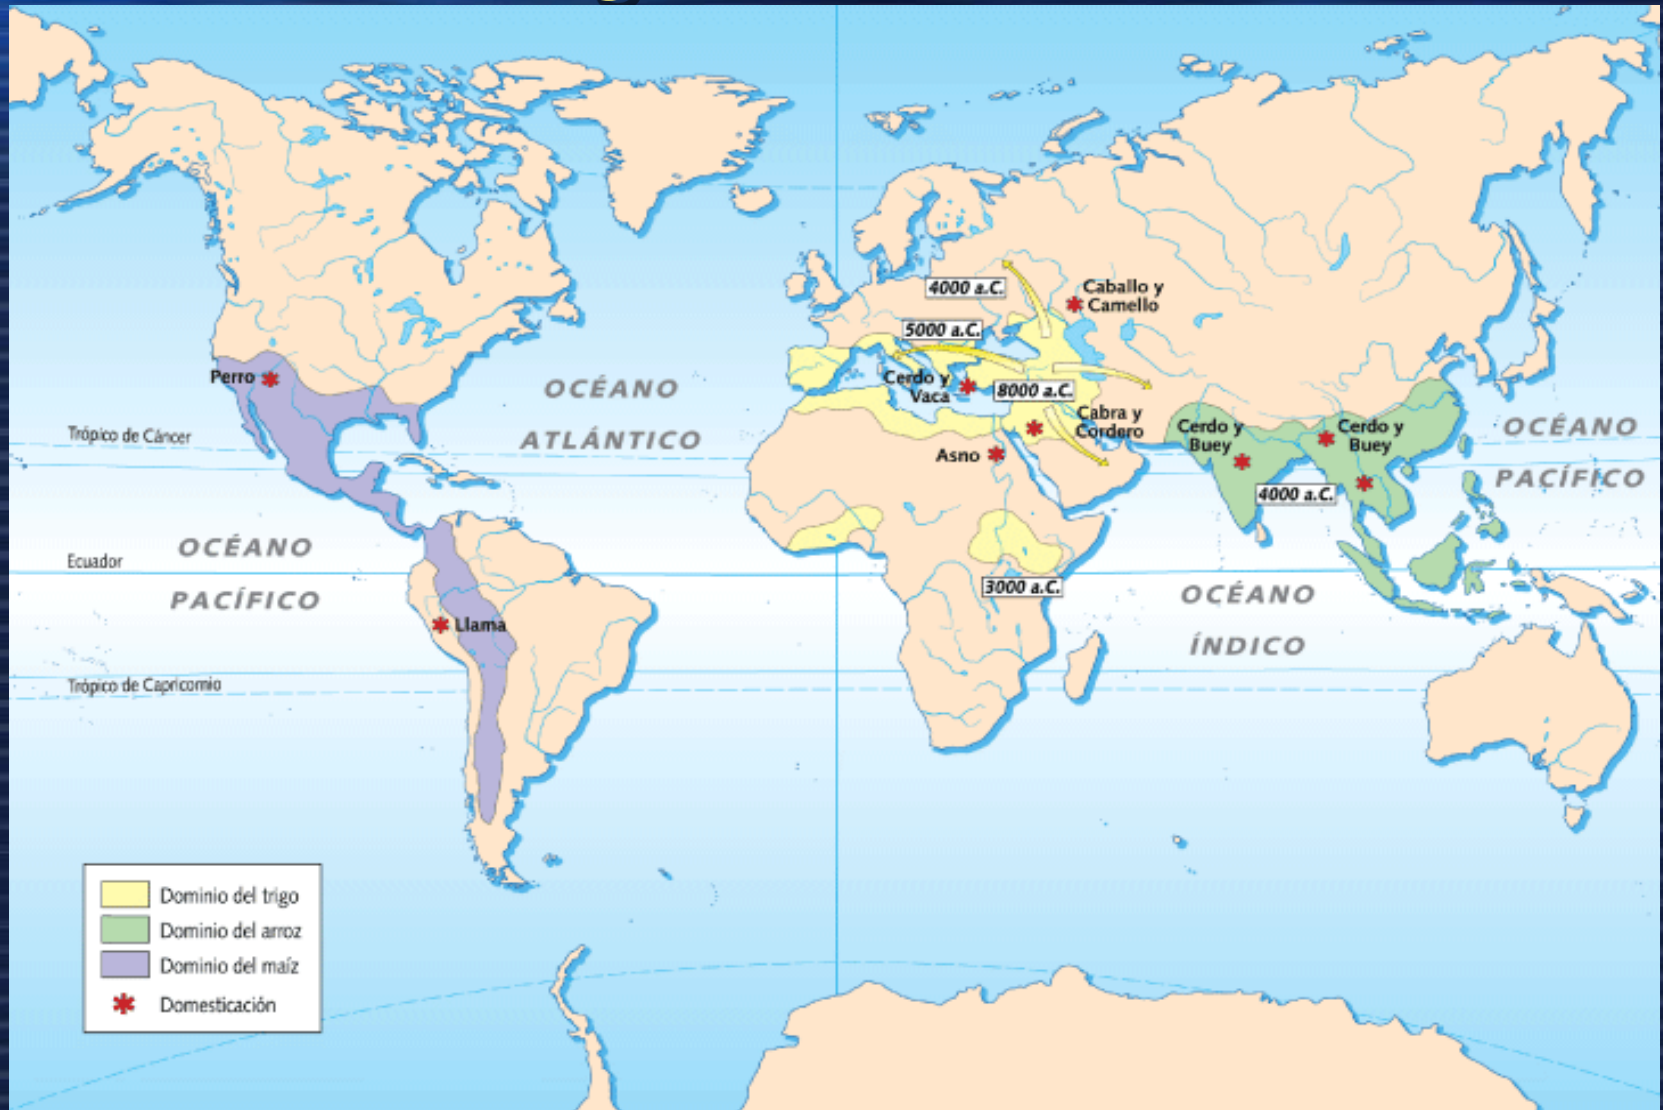 4000 a.C.
Caballo y
Camello
5000 a.C.
Perro
OCÉANO
ATLÁNTICO
Cerdo y
Vaca
8000 a.C.
Cabra y
Cordero
Asno
Cerdo y
Buey
Cerdo y
Buey
4000 a.C.
OCÉANO
PACÍFICO
Trópico de Cáncer
OCÉANO
PACÍFICO
Ecuador
3000 a.C.
OCÉANO
ÍNDICO
Llama
Trópico de Capricornio
Dominio del trigo
Dominio del arroz
Dominio del maíz
Domesticación